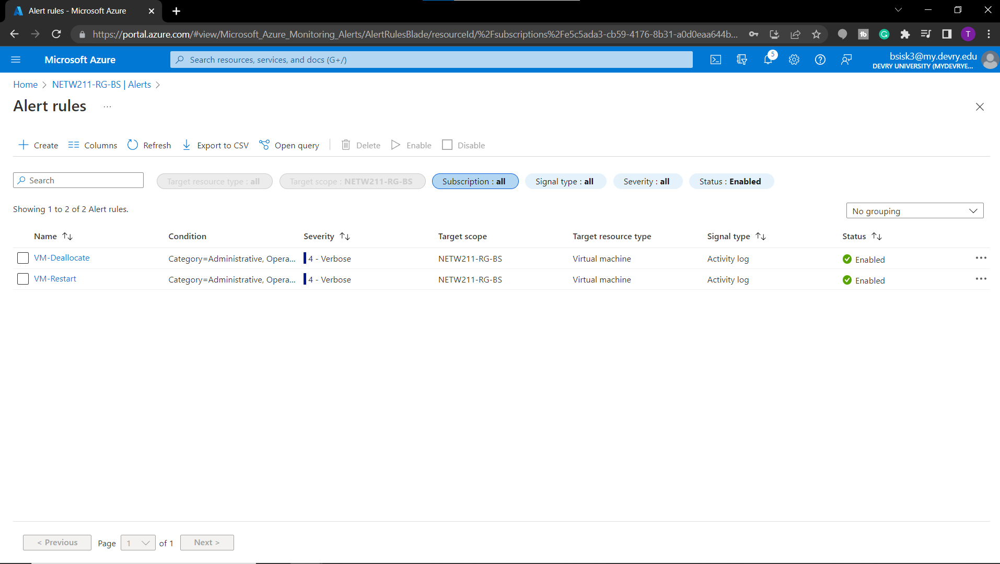 Alert rules - Microsoft Azure
https://portal.azure.com/#view/Microsoft_Azure_Monitoring_Alerts/AlertRulesBlade/resourceId/%2Fsubscriptions%2Fe5c5ada3-cb59-4176-8b31-a0d0eaa644b...
tb
G
T
Microsoft Azure
Search resources, services, and docs (G+/)
5
bsisk3@my.devry.edu
DEVRY UNIVERSITY (MYDEVRYE...
Home > NETW211-RG-BS | Alerts >
Alert rules ...
Create Columns Refresh Export to CSV Open query Delete Enable Disable
Search Target resource type : all Target scope : NETW211-RG-BS Subscription : all Signal type : all Severity : all Status : Enabled
Showing 1 to 2 of 2 Alert rules.
No grouping
Name Condition Severity Target scope Target resource type Signal type Status
VM-Deallocate Category=Administrative, Opera... 4 - Verbose NETW211-RG-BS Virtual machine Activity log Enabled
VM-Restart Category=Administrative, Opera... 4 - Verbose NETW211-RG-BS Virtual machine Activity log Enabled
< Previous Page 1 of 1 Next >